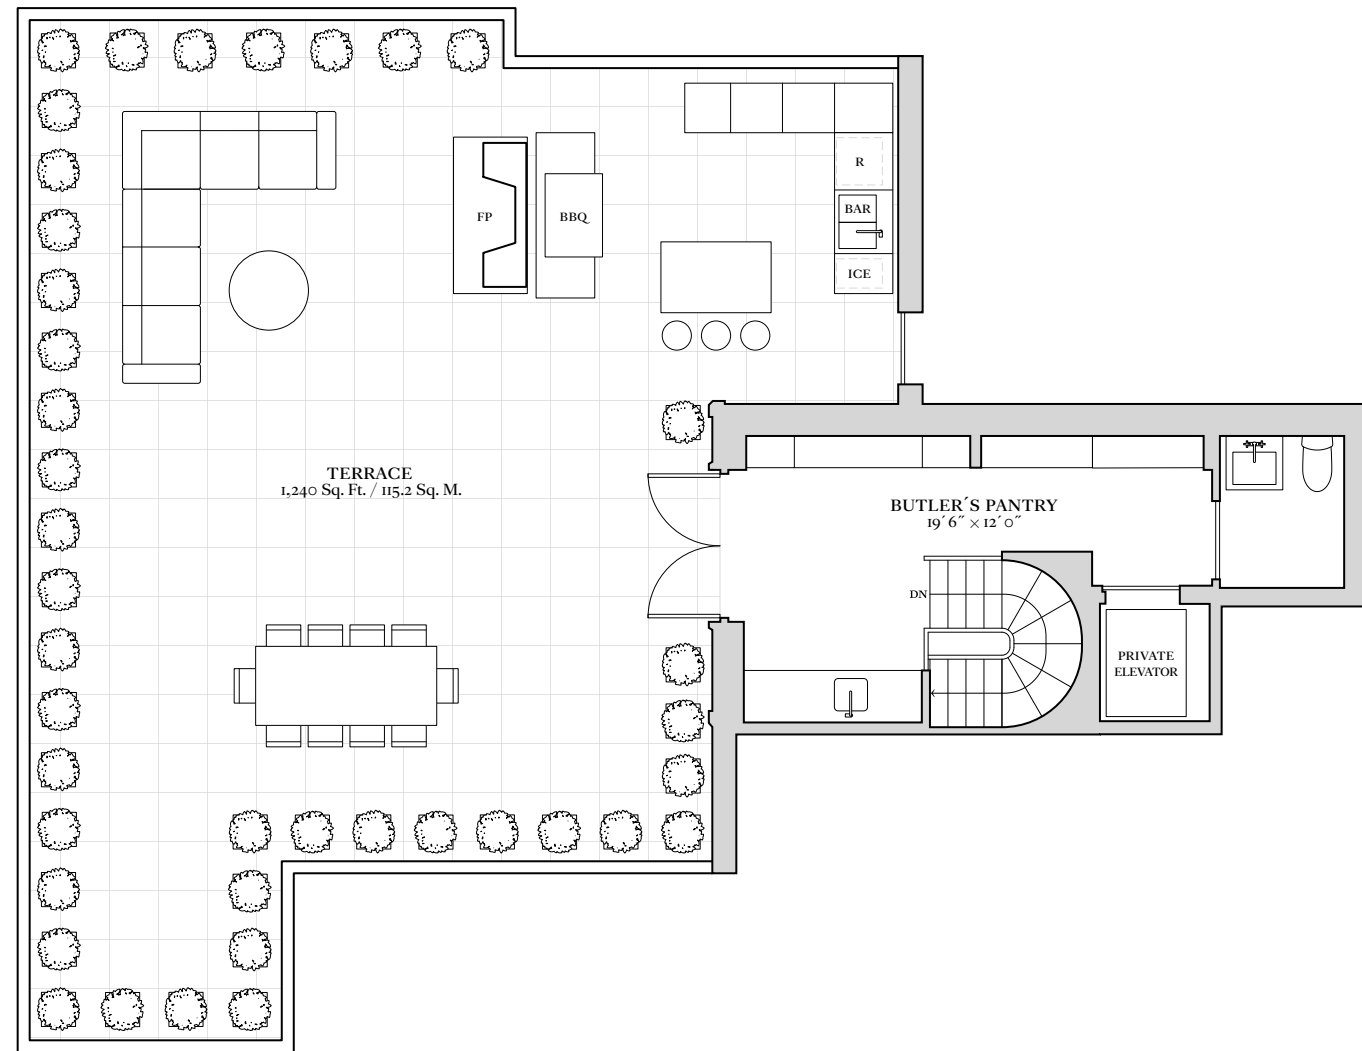 R
BAR
FP
BBQ
ICE
TERRACE
1,240 Sq. Ft. / 115.2 Sq. M.
BUTLER´S PANTRY
19´6˝ × 12´0˝
DN
PRIVATE
ELEVATOR